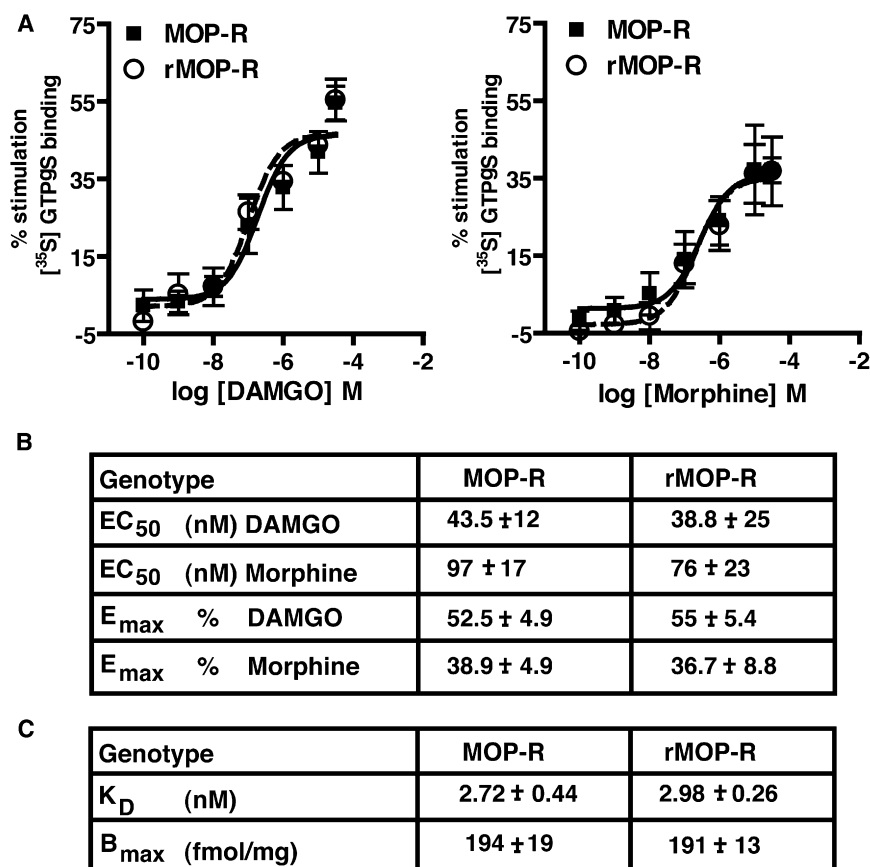 A
75
55
35
15
-5
% stimulation
[35S] GTPgS binding
MOP-R
rMOP-R
-10 -8 -6 -4 -2
log [DAMGO] M
75
55
35
15
-5
% stimulation
[35S] GTPgS binding
MOP-R
rMOP-R
-10 -8 -6 -4 -2
log [Morphine] M
B
Genotype MOP-R rMOP-R
EC50 (nM) DAMGO 43.5 ±12 38.8 ± 25
EC50 (nM) Morphine 97 ± 17 76 ± 23
Emax % DAMGO 52.5 ± 4.9 55 ± 5.4
Emax % Morphine 38.9 ± 4.9 36.7 ± 8.8
C
Genotype MOP-R rMOP-R
KD (nM) 2.72 ± 0.44 2.98 ± 0.26
Bmax (fmol/mg) 194 ±19 191 ± 13